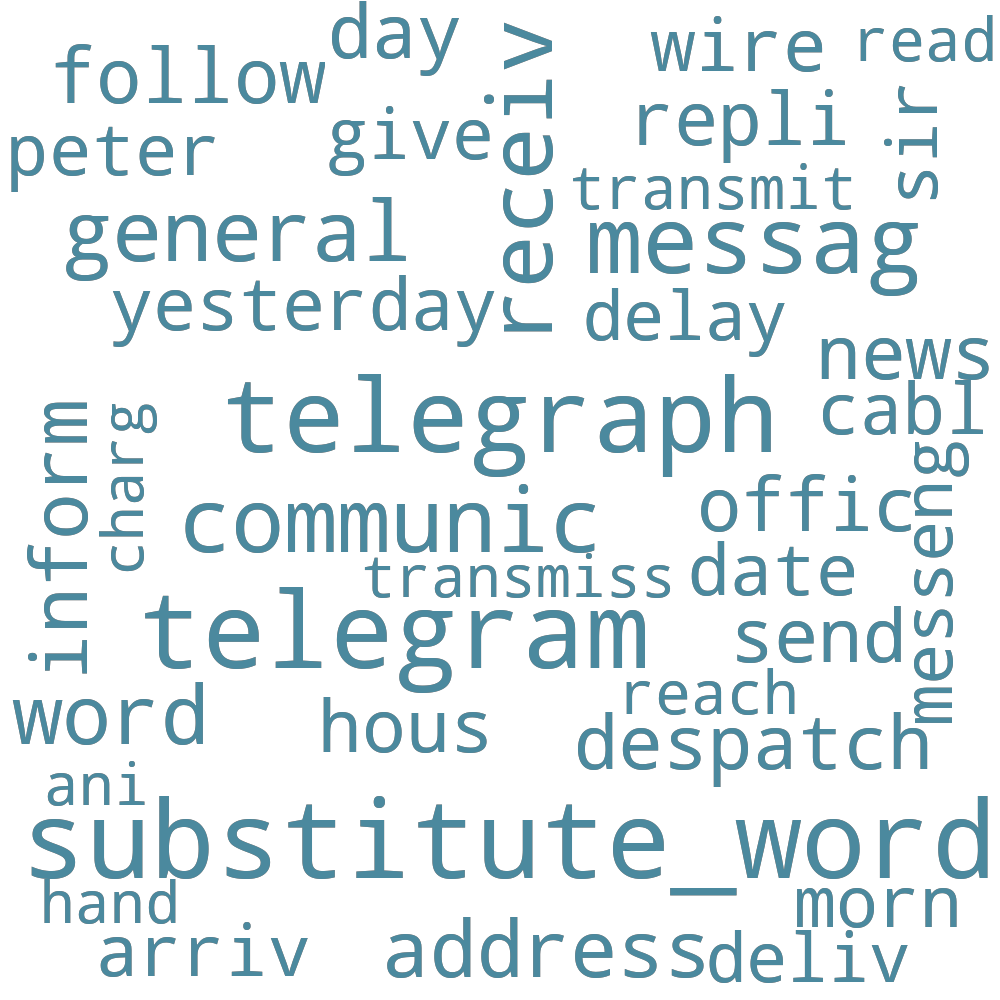 day
wire
read
follow
receiv
repli
sir
peter
give
transmit
general
messag
yesterday
delay
news
telegraph
cabl
inform
charg
communic
offic
messeng
transmiss
date
telegram
send
word
hous
reach
despatch
ani
substitute_word
hand
morn
arriv
address
deliv